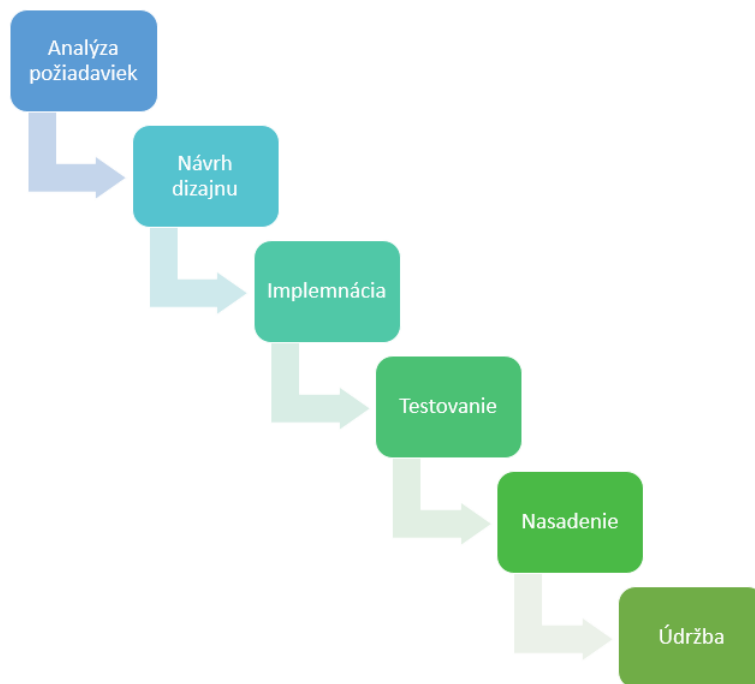 Analýza
požiadaviek
Návrh
dizajnu
Implemnácia
Testovanie
Nasadenie
Údržba